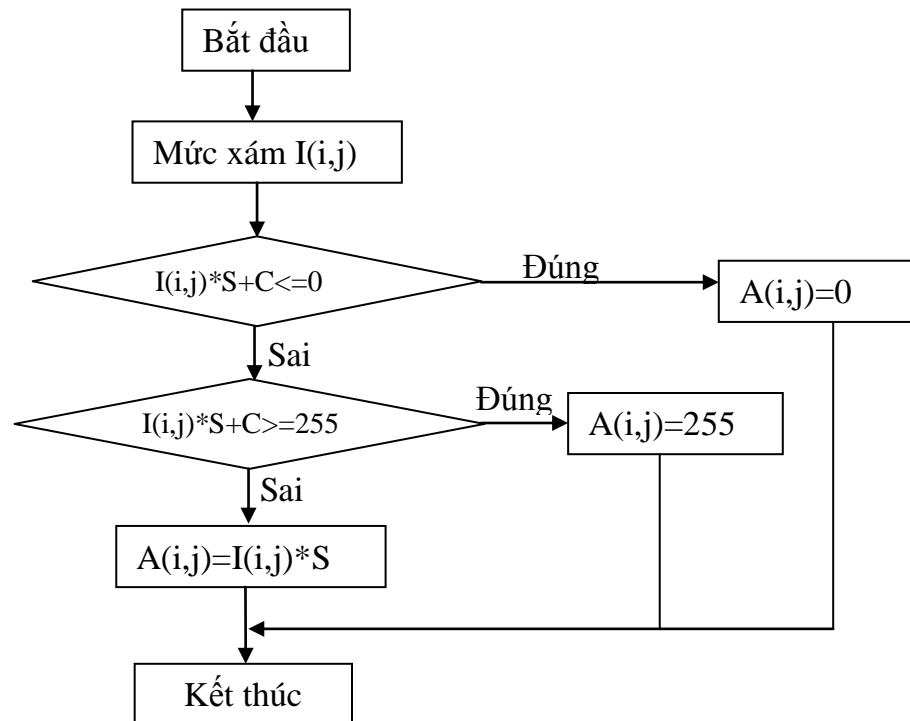 Bắt đầu
Mức xám I(i,j)
I(i,j)*S+C<=0
Đúng
A(i,j)=0
Sai
I(i,j)*S+C>=255
Đúng
A(i,j)=255
Sai
A(i,j)=I(i,j)*S
Kết thúc